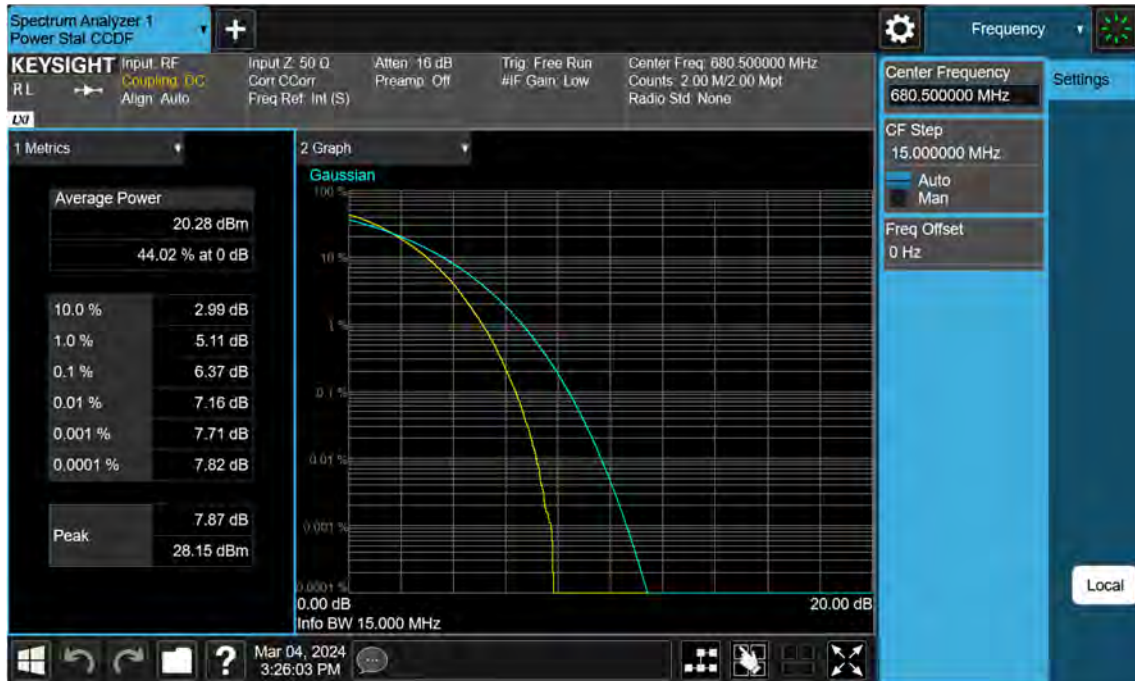 Spectrum Analyzer 1
Power Stat CCDF
+
Frequency
KEYSIGHT
RL
LXI
Input: RF
Coupling: DC
Align: Auto
Input Z: 50 Ω
Corr CCorr
Freq Ref: Int (S)
Atten: 16 dB
Preamp: Off
Trig: Free Run
#IF Gain: Low
Center Freq: 680.500000 MHz
Counts: 2.00 M/2.00 Mpt
Radio Std: None
Center Frequency
680.500000 MHz
Settings
CF Step
15.000000 MHz
Auto
Man
Freq Offset
0 Hz
Local
1 Metrics
Average Power
20.28 dBm
44.02 % at 0 dB
10.0 % 2.99 dB
1.0 % 5.11 dB
0.1 % 6.37 dB
0.01 % 7.16 dB
0.001 % 7.71 dB
0.0001 % 7.82 dB
Peak
7.87 dB
28.15 dBm
2 Graph
Gaussian
100 %
10 %
1 %
0.1 %
0.01 %
0.001 %
0.0001 %
0.00 dB
20.00 dB
Info BW 15.000 MHz
?
Mar 04, 2024
3:26:03 PM